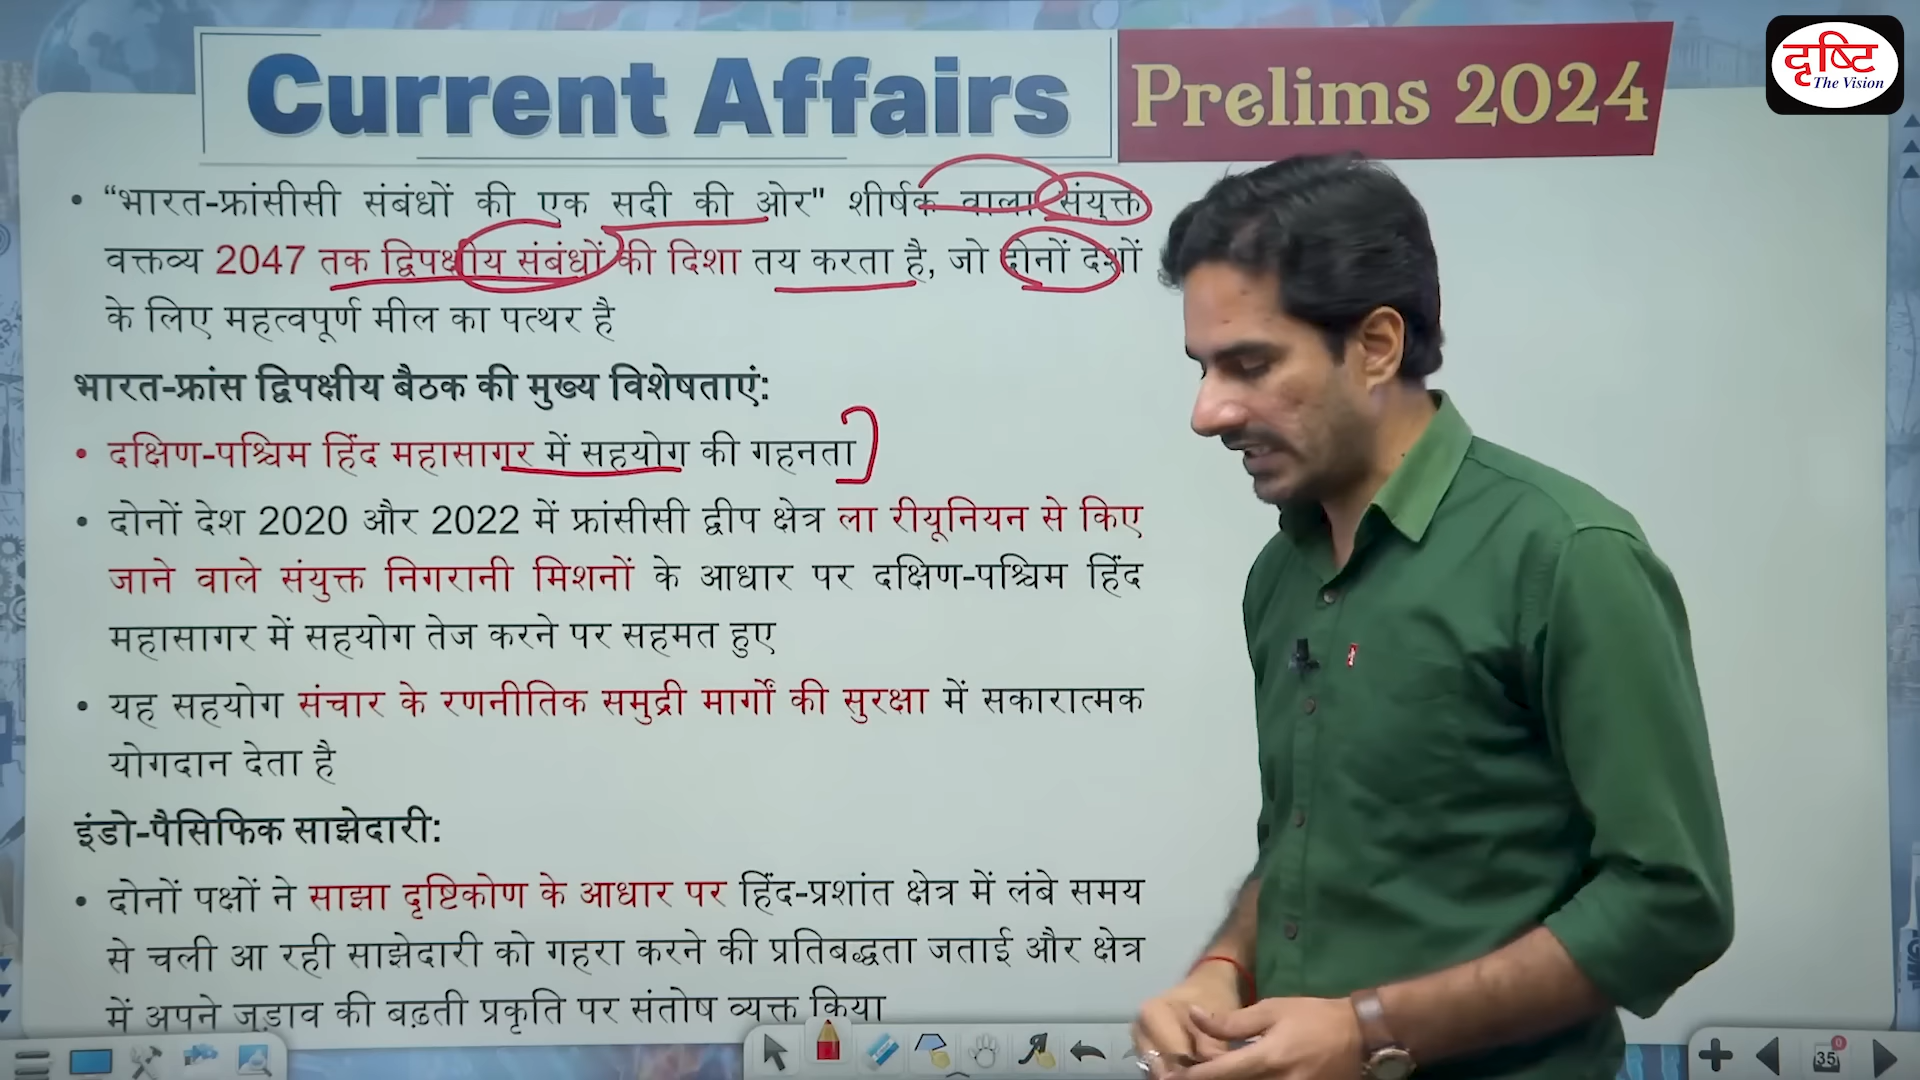 Current Affairs Prelims 2024
दृष्टि
The Vision
• “भारत-फ्रांसीसी संबंधों की एक सदी की ओर" शीर्षक वाला संयुक्त
वक्तव्य 2047 तक द्विपक्षीय संबंधों की दिशा तय करता है, जो दोनों देशों
के लिए महत्वपूर्ण मील का पत्थर है
भारत-फ्रांस द्विपक्षीय बैठक की मुख्य विशेषताएं:
• दक्षिण-पश्चिम हिंद महासागर में सहयोग की गहनता
• दोनों देश 2020 और 2022 में फ्रांसीसी द्वीप क्षेत्र ला रीयूनियन से किए
जाने वाले संयुक्त निगरानी मिशनों के आधार पर दक्षिण-पश्चिम हिंद
महासागर में सहयोग तेज करने पर सहमत हुए
• यह सहयोग संचार के रणनीतिक समुद्री मार्गों की सुरक्षा में सकारात्मक
योगदान देता है
इंडो-पैसिफिक साझेदारी:
• दोनों पक्षों ने साझा दृष्टिकोण के आधार पर हिंद-प्रशांत क्षेत्र में लंबे समय
से चली आ रही साझेदारी को गहरा करने की प्रतिबद्धता जताई और क्षेत्र
में अपने जुड़ाव की बढ़ती प्रकृति पर संतोष व्यक्त किया
35
0